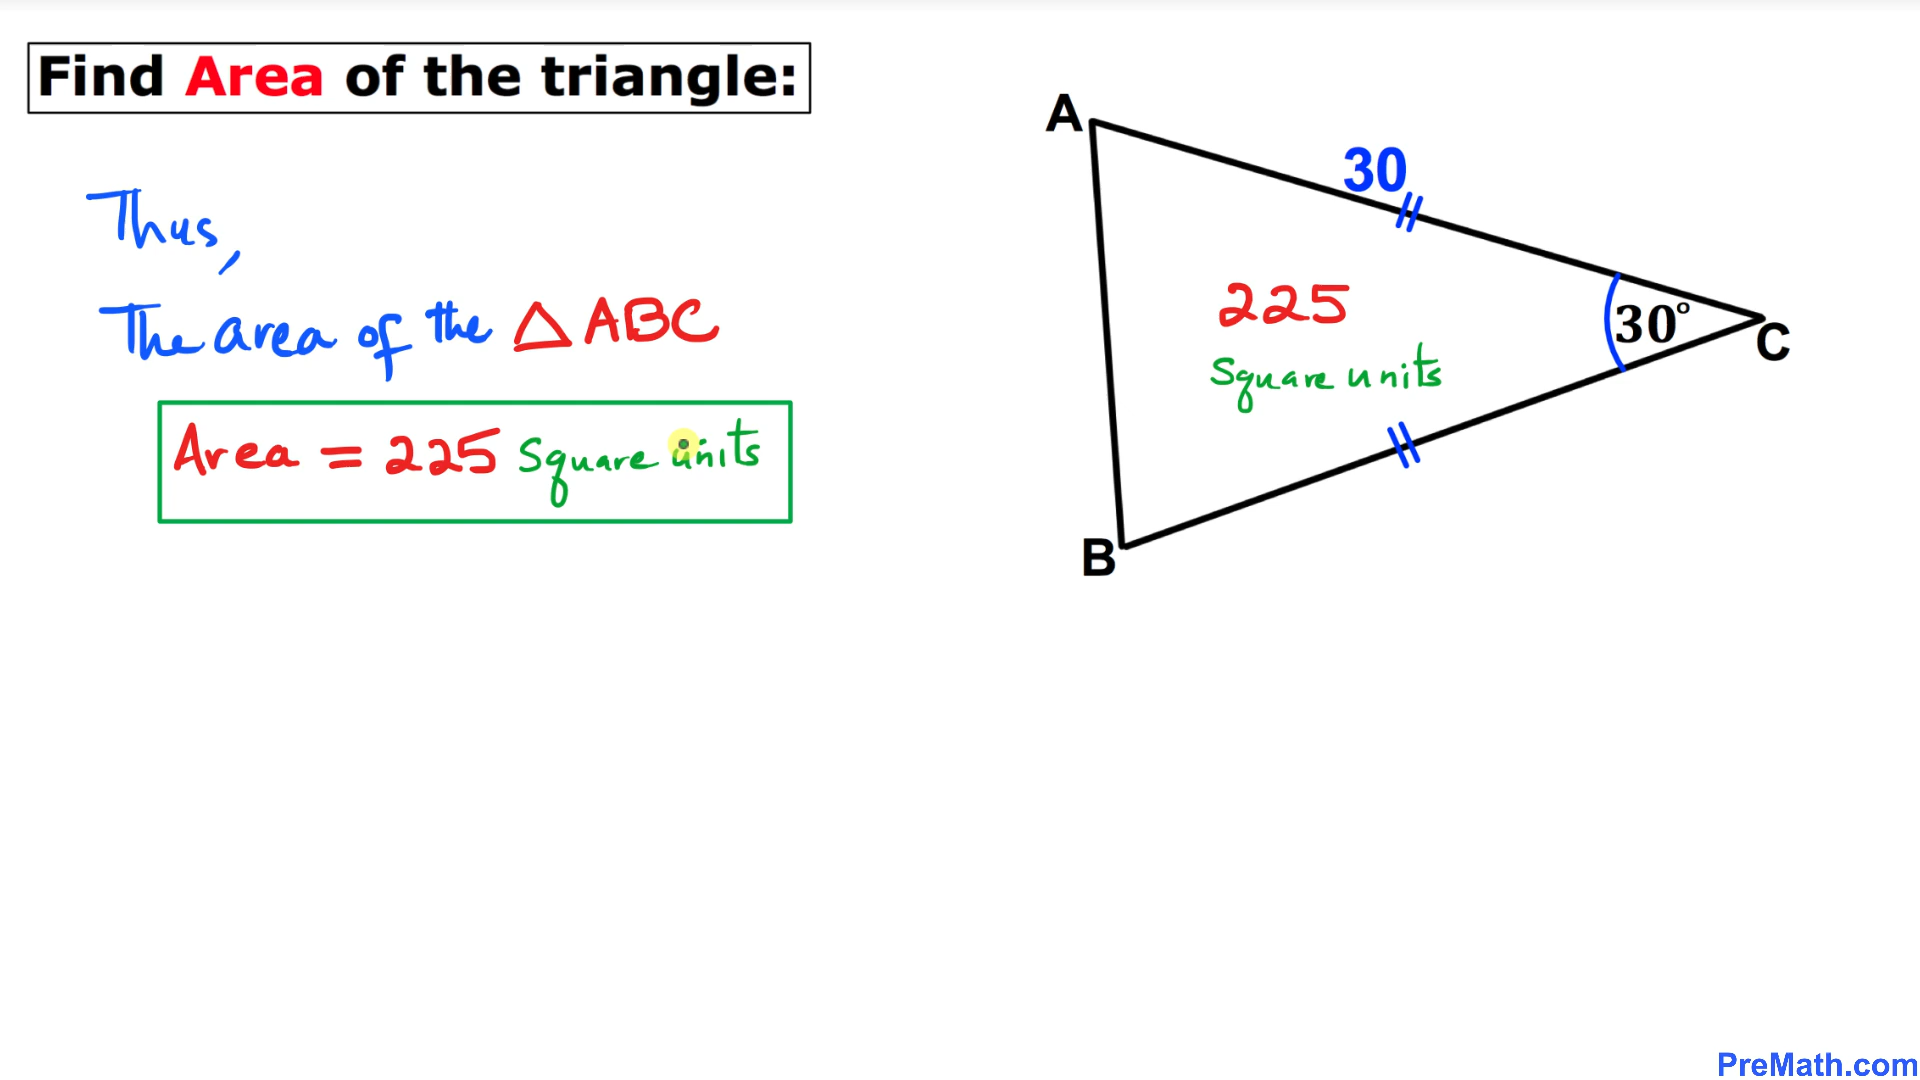 Find Area of the triangle:
Thus,
The area of the △ABC
Area = 225 Square units
A
30
225
Square units
30°
C
B
PreMath.com